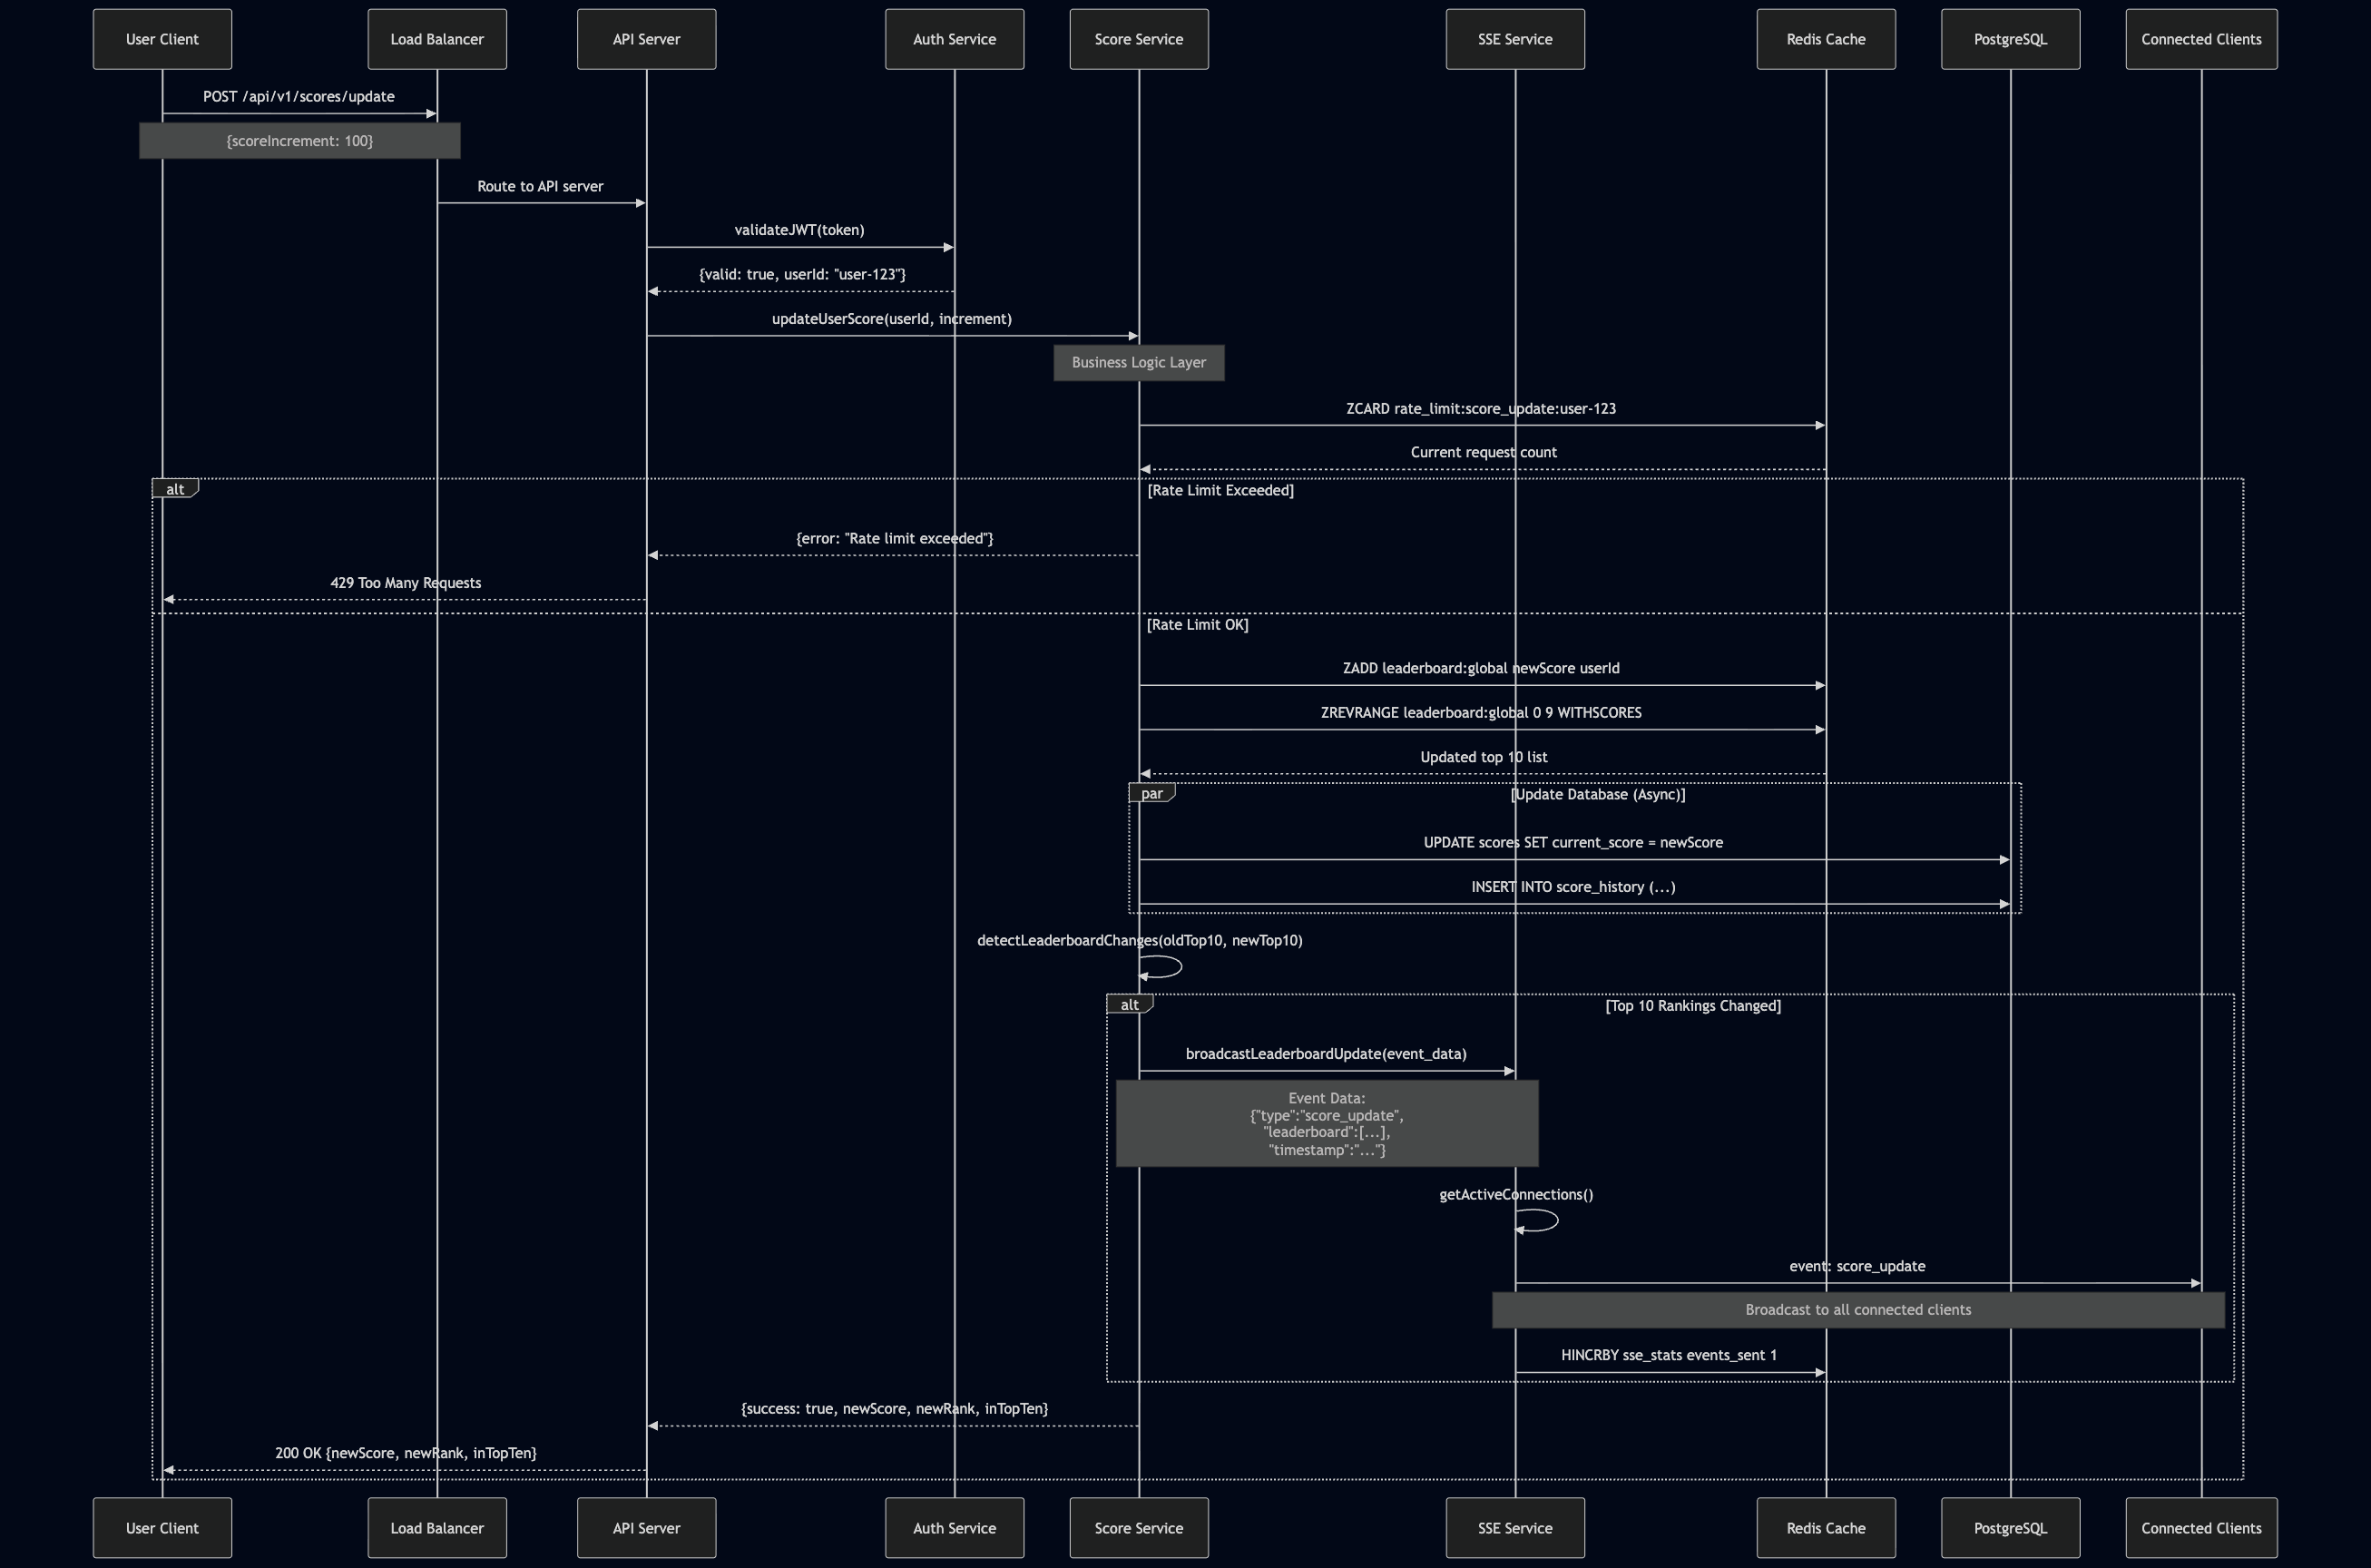 User Client
Load Balancer
API Server
Auth Service
Score Service
SSE Service
Redis Cache
PostgreSQL
Connected Clients
POST /api/v1/scores/update
{scoreIncrement: 100}
Route to API server
validateJWT(token)
{valid: true, userId: "user-123"}
updateUserScore(userId, increment)
Business Logic Layer
ZCARD rate_limit:score_update:user-123
Current request count
alt
[Rate Limit Exceeded]
{error: "Rate limit exceeded"}
429 Too Many Requests
[Rate Limit OK]
ZADD leaderboard:global newScore userId
ZREVRANGE leaderboard:global 0 9 WITHSCORES
Updated top 10 list
par
[Update Database (Async)]
UPDATE scores SET current_score = newScore
INSERT INTO score_history (...)
detectLeaderboardChanges(oldTop10, newTop10)
alt
[Top 10 Rankings Changed]
broadcastLeaderboardUpdate(event_data)
Event Data:
{"type":"score_update",
"leaderboard":[...],
"timestamp":"..."}
getActiveConnections()
event: score_update
Broadcast to all connected clients
HINCRBY sse_stats events_sent 1
{success: true, newScore, newRank, inTopTen}
200 OK {newScore, newRank, inTopTen}
User Client
Load Balancer
API Server
Auth Service
Score Service
SSE Service
Redis Cache
PostgreSQL
Connected Clients